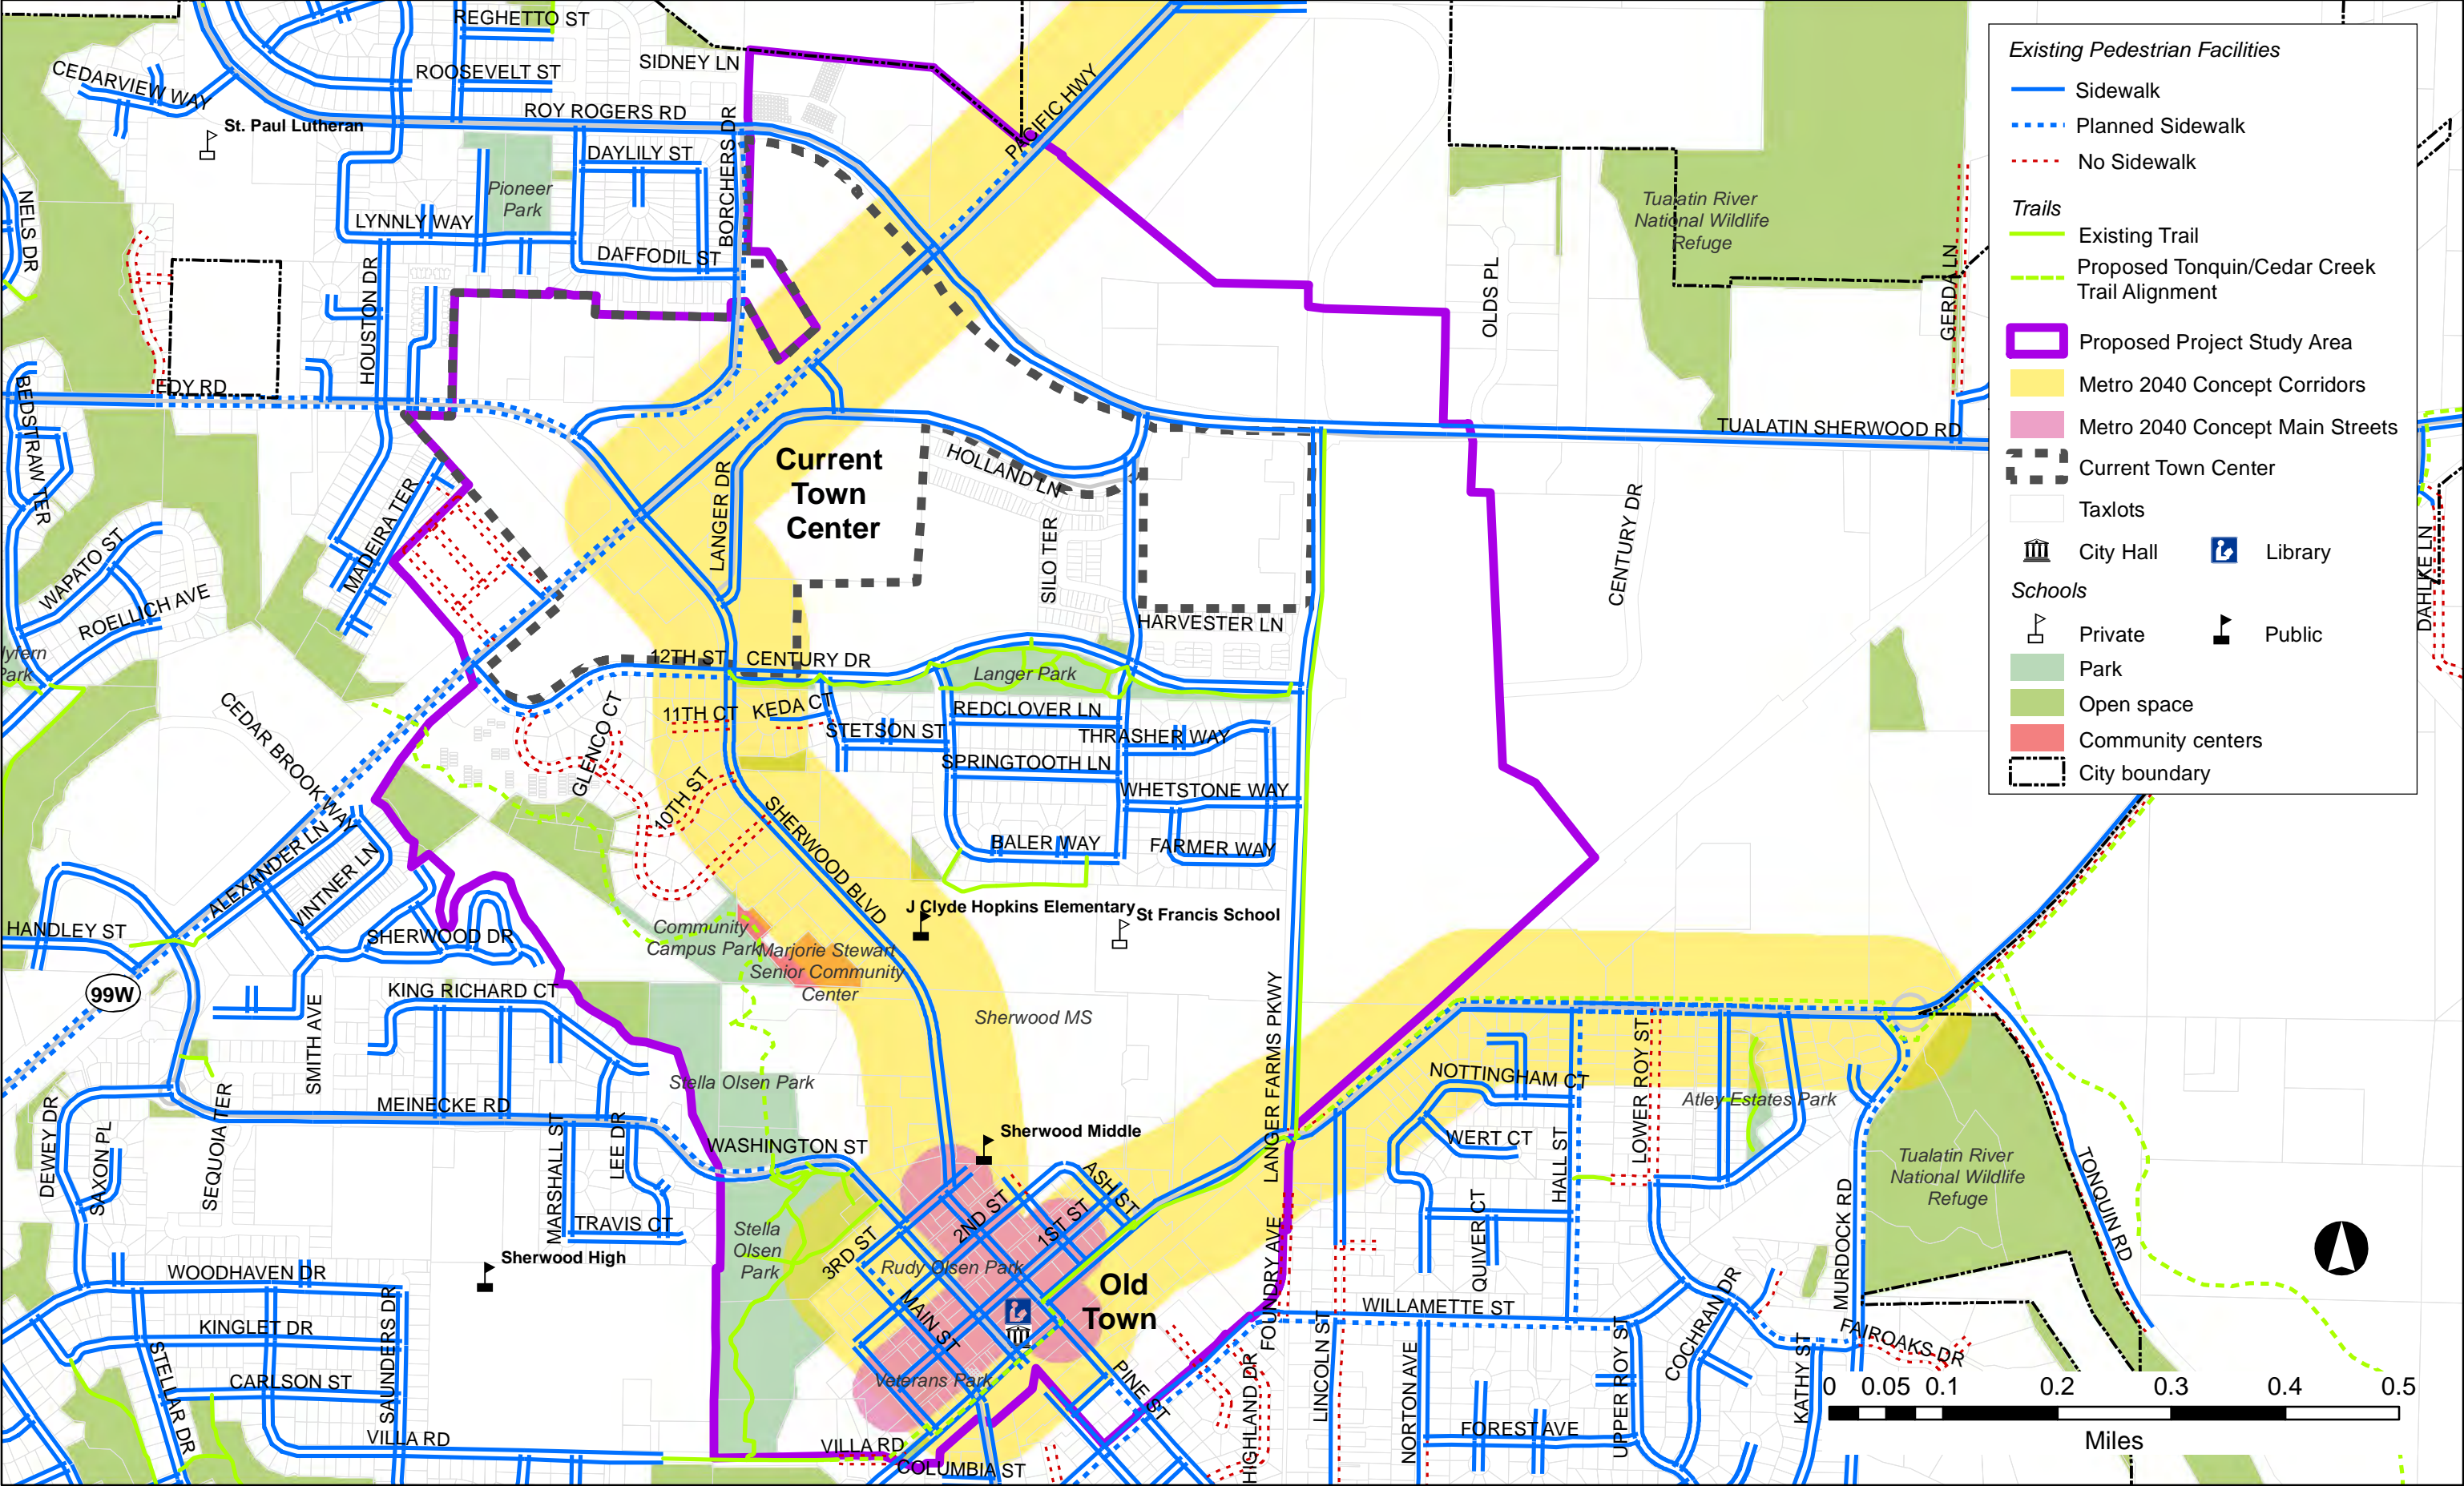 REGHETTO ST
SIDNEY LN
CEDARVIEW WAY
ROOSEVELT ST
ROY ROGERS RD
BORCHERS DR
PACIFIC HWY
St. Paul Lutheran
DAYLILY ST
Pioneer
Park
NELS DR
LYNNLY WAY
DAFFODIL ST
HOUSTON DR
Tualatin River
National Wildlife
Refuge
OLDS PL
GERDA LN
EDY RD
BEDSTRAW TER
TUALATIN SHERWOOD RD
Current
Town
Center
HOLLAND LN
LANGER DR
MADEIRA TER
SILO TER
CENTURY DR
WAPATO ST
ROELLICH AVE
HARVESTER LN
DAHLKE LN
12TH ST
CENTURY DR
Langer Park
Park
CEDAR BROOK WAY
GLENCO CT
11TH CT
KEDA CT
STETSON ST
REDCLOVER LN
THRASHER WAY
SPRINGTOOTH LN
WHETSTONE WAY
10TH ST
SHERWOOD BLVD
BALER WAY
FARMER WAY
ALEXANDER LN
VINTNER LN
HANDLEY ST
SHERWOOD DR
J Clyde Hopkins Elementary
St Francis School
Community
Campus Park
Marjorie Stewart
Senior Community
Center
99W
KING RICHARD CT
SMITH AVE
Sherwood MS
LANGER FARMS PKWY
Stella Olsen Park
NOTTINGHAM CT
LOWER ROY ST
Atley Estates Park
MEINECKE RD
DEWEY DR
SAXON PL
SEQUOIA TER
MARSHALL ST
LEE DR
WASHINGTON ST
Sherwood Middle
WERT CT
HALL ST
Tualatin River
National Wildlife
Refuge
TONQUIN RD
ASH ST
2ND ST
1ST ST
3RD ST
Stella
Olsen
Park
TRAVIS CT
Sherwood High
QUIVER CT
MURDOCK RD
WOODHAVEN DR
Rudy Olsen Park
Old
Town
FOUNDRY AVE
WILLAMETTE ST
COCHRAN DR
FAIROAKS DR
KINGLET DR
MAIN ST
STELLAR DR
CARLSON ST
SAUNDERS DR
Veterans Park
PINE ST
HIGHLAND DR
LINCOLN ST
NORTON AVE
UPPER ROY ST
KATHY ST
FOREST AVE
VILLA RD
VILLA RD
COLUMBIA ST
Existing Pedestrian Facilities
Sidewalk
Planned Sidewalk
No Sidewalk
Trails
Existing Trail
Proposed Tonquin/Cedar Creek
Trail Alignment
Proposed Project Study Area
Metro 2040 Concept Corridors
Metro 2040 Concept Main Streets
Current Town Center
Taxlots
City Hall
Library
Schools
Private
Public
Park
Open space
Community centers
City boundary
0 0.05 0.1 0.2 0.3 0.4 0.5
Miles